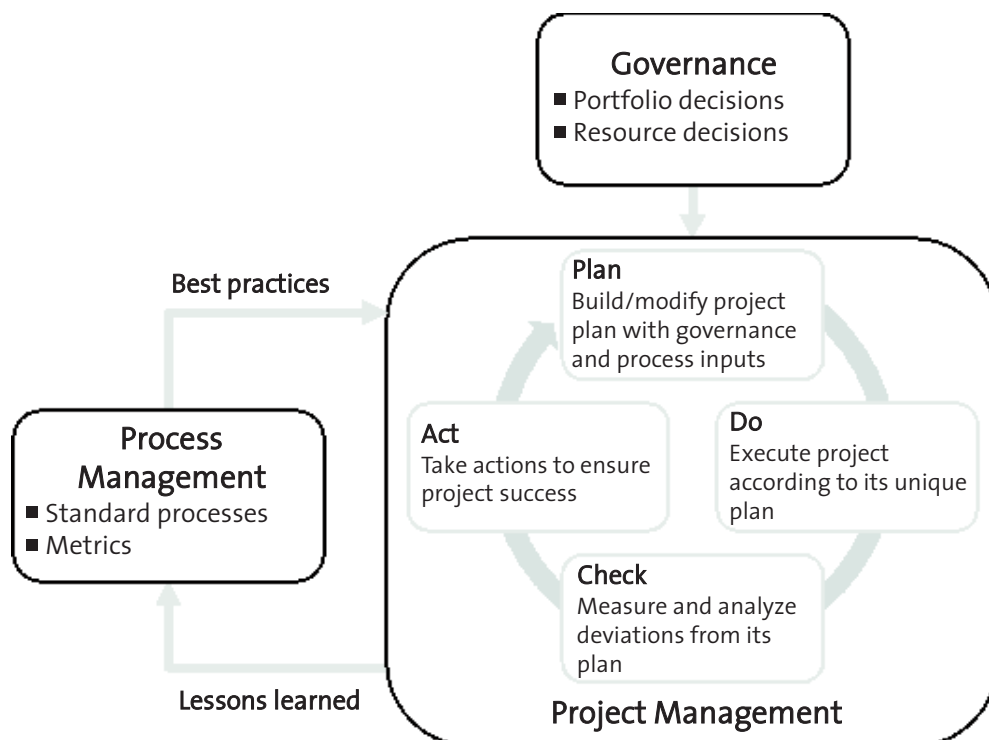 Governance
■ Portfolio decisions
■ Resource decisions
Best practices
Process
Management
■ Standard processes
■ Metrics
Lessons learned
Plan
Build/modify project
plan with governance
and process inputs
Do
Execute project
according to its unique
plan
Check
Measure and analyze
deviations from its
plan
Act
Take actions to ensure
project success
Project Management